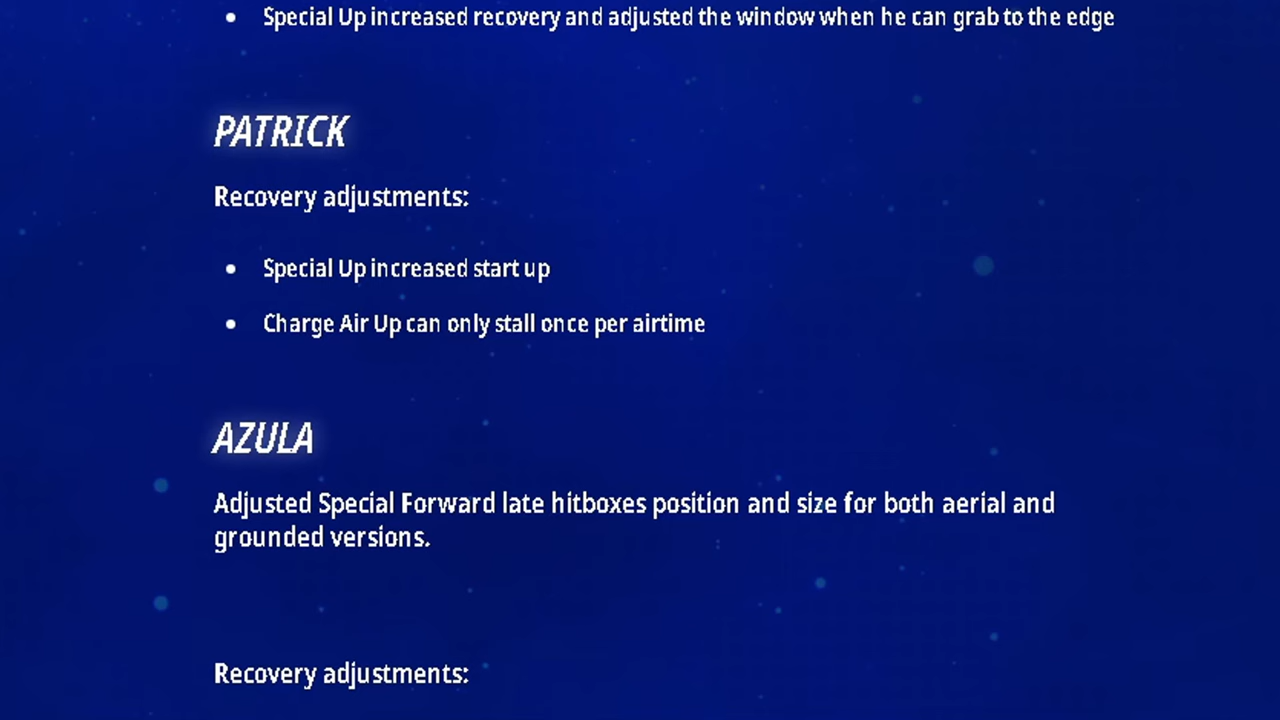 • Special Up increased recovery and adjusted the window when he can grab to the edge
PATRICK
Recovery adjustments:
• Special Up increased start up
• Charge Air Up can only stall once per airtime
AZULA
Adjusted Special Forward late hitboxes position and size for both aerial and
grounded versions.
Recovery adjustments: